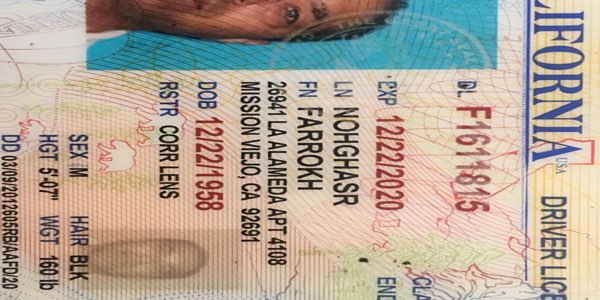 LIFORNIA USA DRIVER LICE
DL F1611815 CLA
EXP 12/22/2020 END
LN NOHGHASR
FN FARROKH
26941 LA ALAMEDA APT 4108
MISSION VIEJO, CA 92691
DOB 12/22/1958
RSTR CORR LENS
SEX M HAIR BLK
HGT 5'-07" WGT 160 lb
DD 03/09/2012605RB/AAFD/20